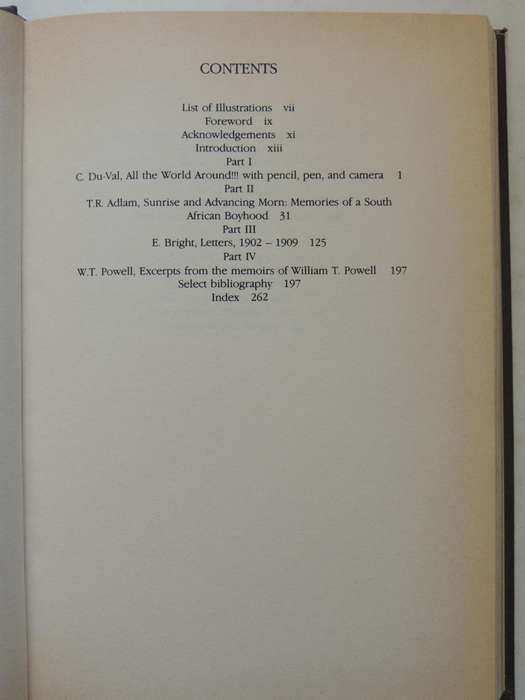 CONTENTS
List of Illustrations vii
Foreword ix
Acknowledgements xi
Introduction xiii
Part I
C. Du-Val, All the World Around!!! with pencil, pen, and camera 1
Part II
T.R. Adlam, Sunrise and Advancing Morn: Memories of a South
African Boyhood 31
Part III
E. Bright, Letters, 1902 – 1909 125
Part IV
W.T. Powell, Excerpts from the memoirs of William T. Powell 197
Select bibliography 197
Index 262